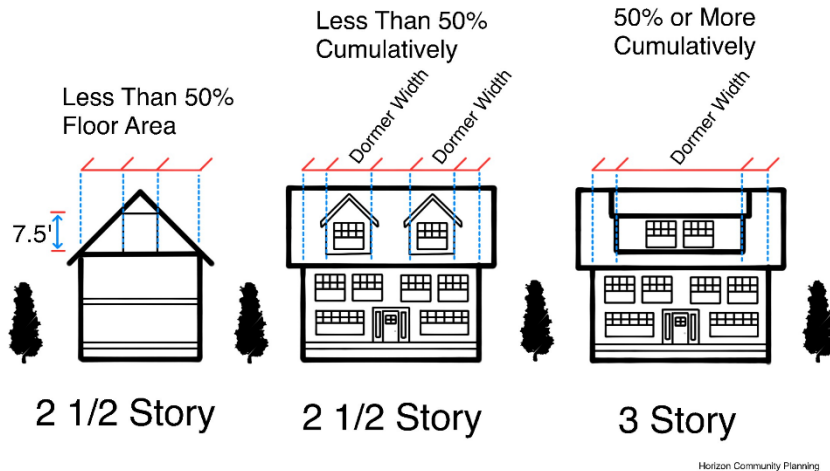 Less Than 50%
Floor Area
7.5'
2 1/2 Story
Less Than 50%
Cumulatively
Dormer Width
Dormer Width
2 1/2 Story
50% or More
Cumulatively
Dormer Width
3 Story
Horizon Community Planning